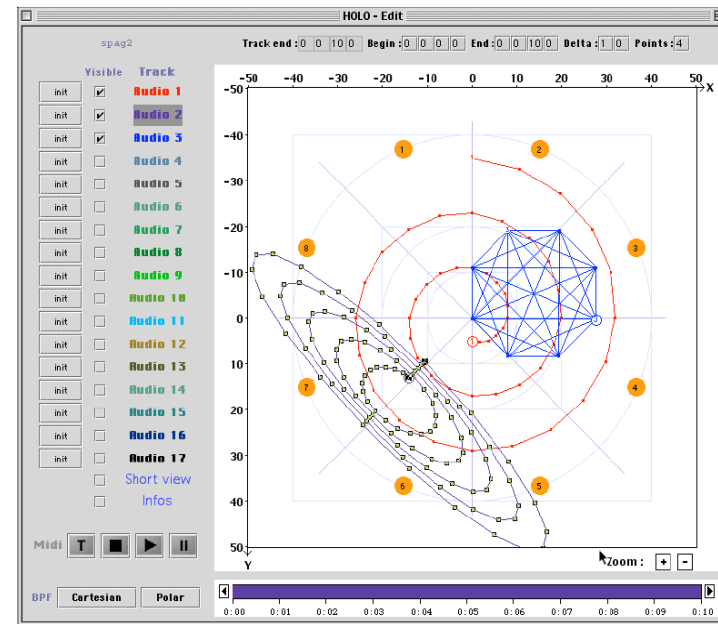 HOLO - Edit
spag2
Track end : 0 0 10 0 Begin : 0 0 0 0 End : 0 0 10 0 Delta : 1 0 Points : 4
Visible Track
init Audio 1
init Audio 2
init Audio 3
init Audio 4
init Audio 5
init Audio 6
init Audio 7
init Audio 8
init Audio 9
init Audio 10
init Audio 11
init Audio 12
init Audio 13
init Audio 14
init Audio 15
init Audio 16
init Audio 17
Short view
Infos
Midi T
BPF Cartesian Polar
-50 -40 -30 -20 -10 0 10 20 30 40 50
X
-50
-40
-30
-20
-10
0
10
20
30
40
50
Y
1
2
3
4
5
6
7
8
Zoom : + -
0:00 0:01 0:02 0:03 0:04 0:05 0:06 0:07 0:08 0:09 0:10